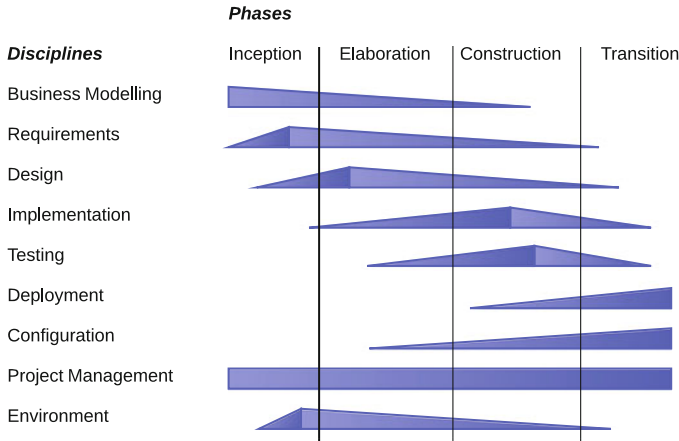 Phases
Disciplines Inception Elaboration Construction Transition
Business Modelling
Requirements
Design
Implementation
Testing
Deployment
Configuration
Project Management
Environment